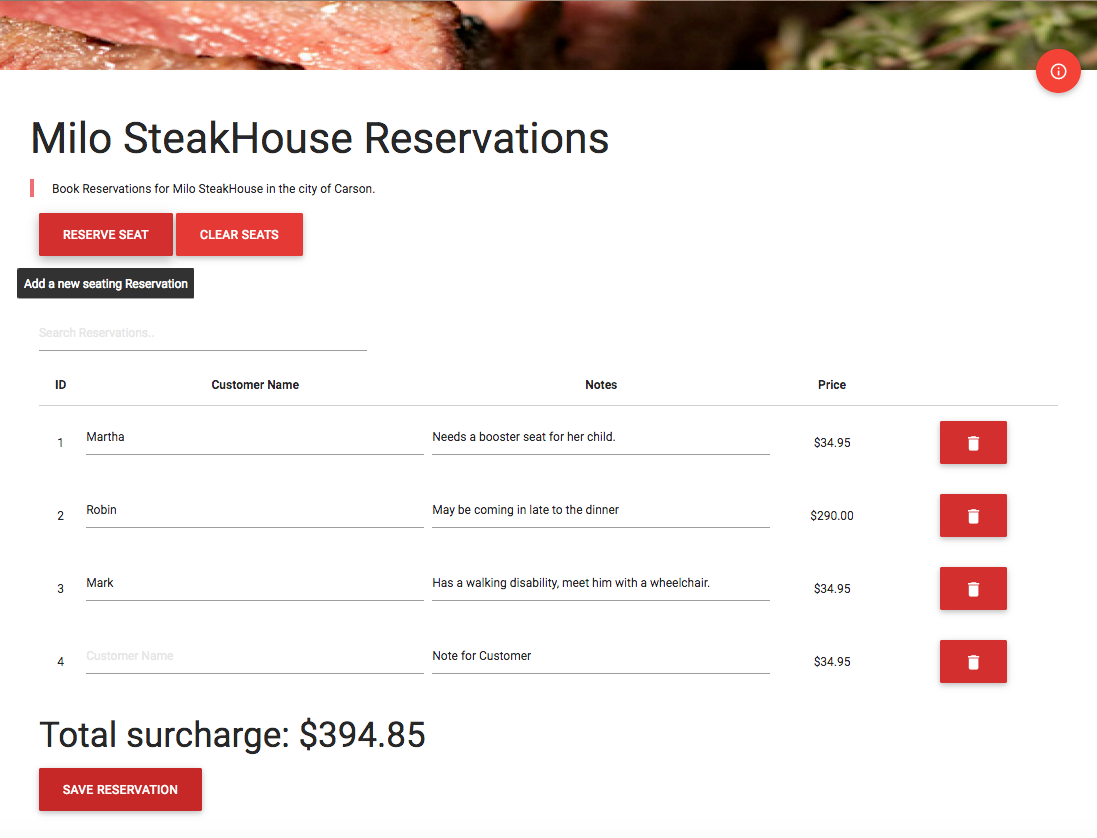 Milo SteakHouse Reservations
Book Reservations for Milo SteakHouse in the city of Carson.
RESERVE SEAT CLEAR SEATS
Add a new seating Reservation
Search Reservations..
ID Customer Name Notes Price
1 Martha Needs a booster seat for her child. $34.95
2 Robin May be coming in late to the dinner $290.00
3 Mark Has a walking disability, meet him with a wheelchair. $34.95
4 Customer Name Note for Customer $34.95
Total surcharge: $394.85
SAVE RESERVATION